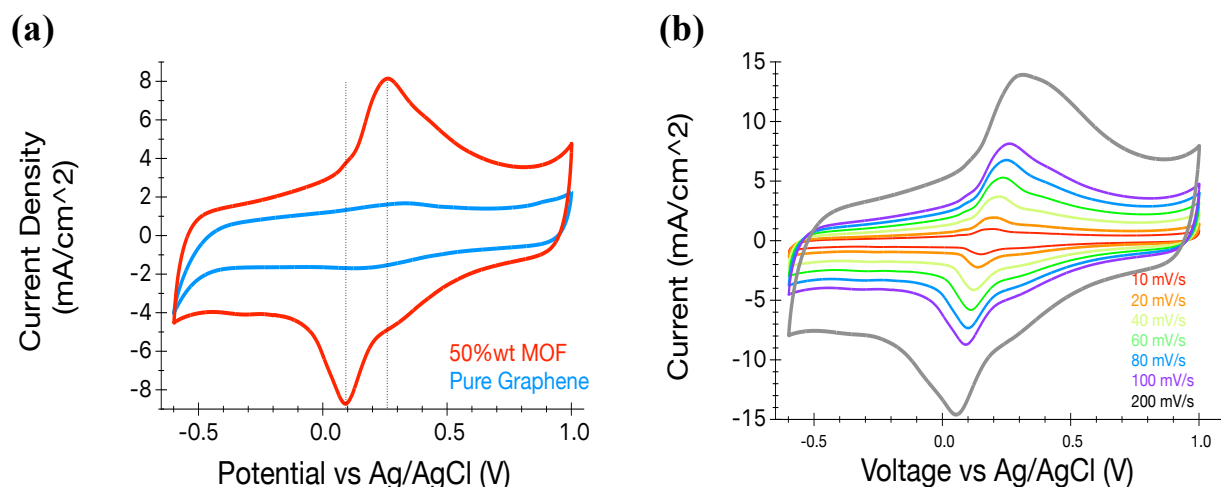 (a)
Current Density
(mA/cm^2)
8
6
4
2
0
-2
-4
-6
-8
-0.5
0.0
0.5
1.0
50%wt MOF
Pure Graphene
Potential vs Ag/AgCl (V)
(b)
Current (mA/cm^2)
15
10
5
0
-5
-10
-15
-0.5
0.0
0.5
1.0
10 mV/s
20 mV/s
40 mV/s
60 mV/s
80 mV/s
100 mV/s
200 mV/s
Voltage vs Ag/AgCl (V)